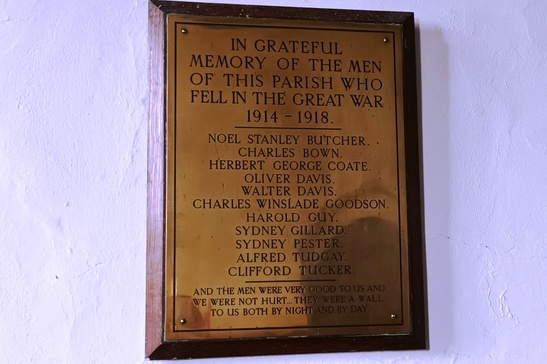 IN GRATEFUL
MEMORY OF THE MEN
OF THIS PARISH WHO
FELL IN THE GREAT WAR
1914 - 1918.
NOEL STANLEY BUTCHER.
CHARLES BOWN.
HERBERT GEORGE COATE.
OLIVER DAVIS.
WALTER DAVIS.
CHARLES WINSLADE GOODSON.
HAROLD GUY.
SYDNEY GILLARD.
SYDNEY PESTER.
ALFRED TUDGAY.
CLIFFORD TUCKER.
AND THE MEN WERE VERY GOOD TO US AND
WE WERE NOT HURT... THEY WERE A WALL
TO US BOTH BY NIGHT AND BY DAY